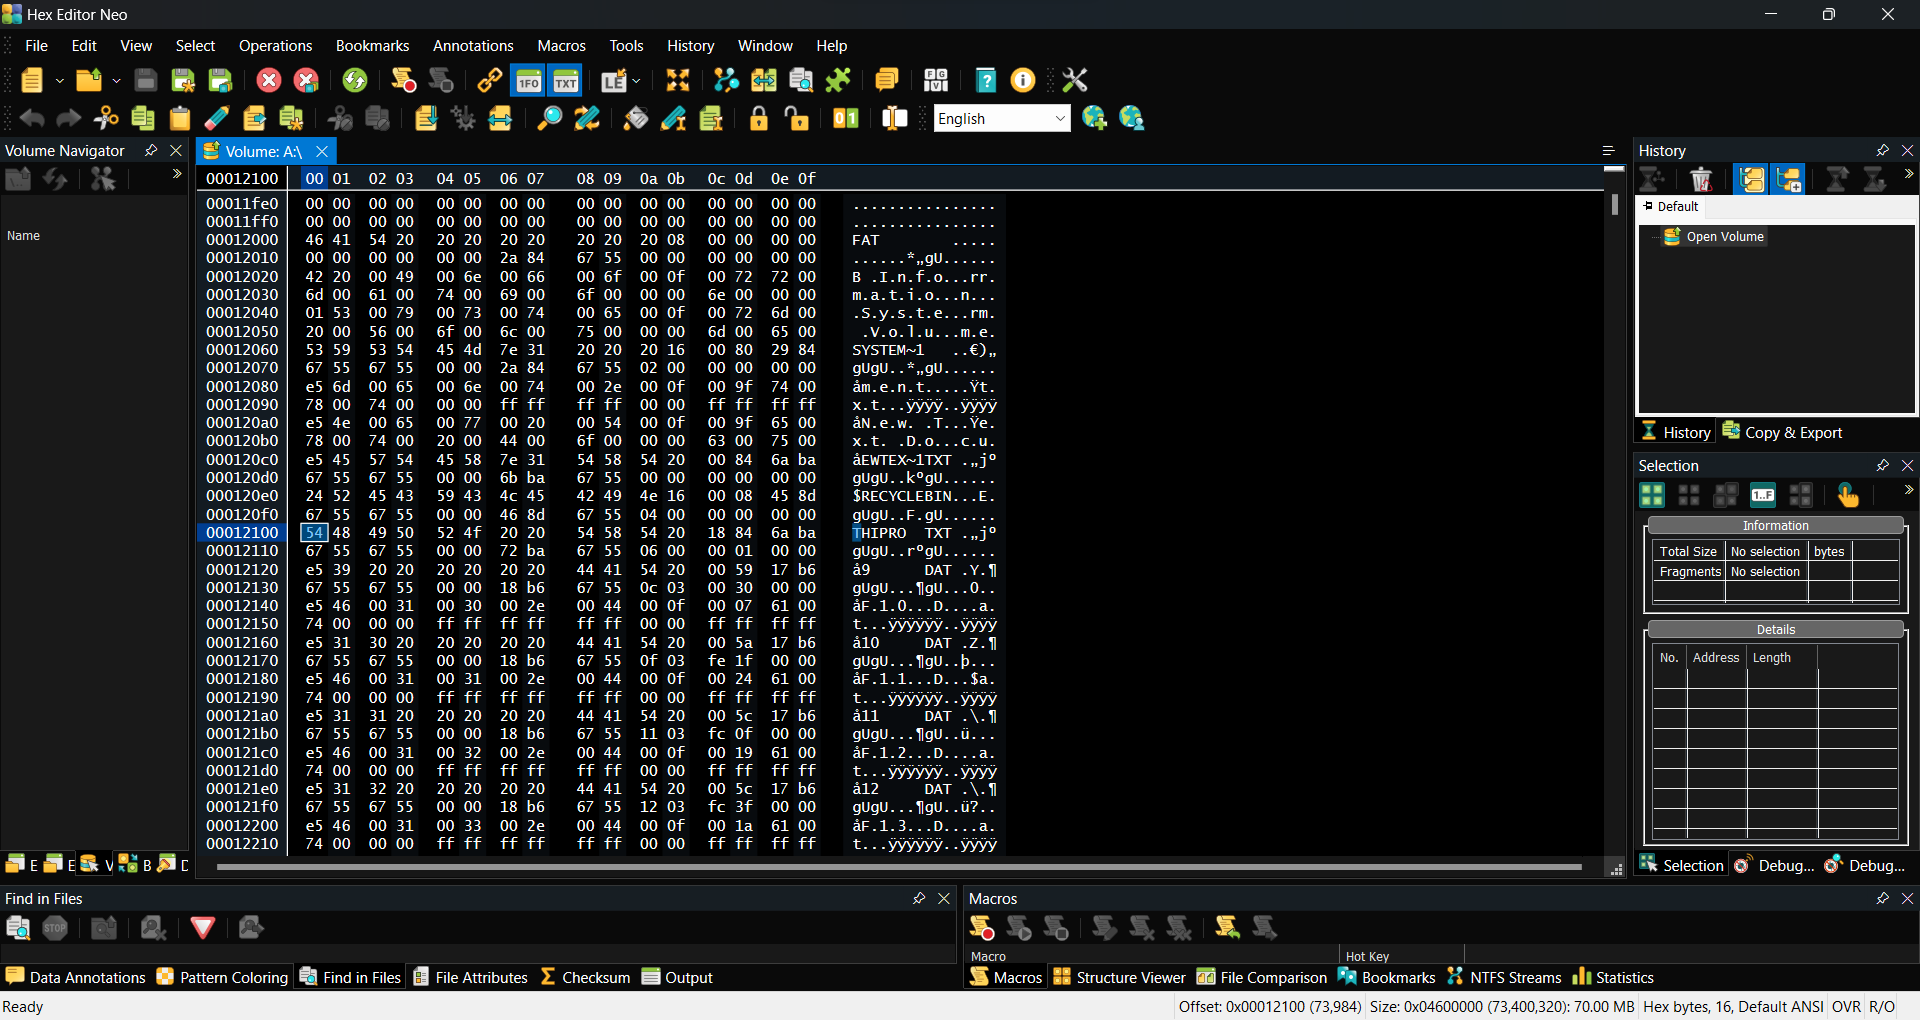 Hex Editor Neo
File Edit View Select Operations Bookmarks Annotations Macros Tools History Window Help
English
Volume Navigator
Name
Volume: A:\
00012100 00 01 02 03 04 05 06 07 08 09 0a 0b 0c 0d 0e 0f
00011fe0 00 00 00 00 00 00 00 00 00 00 00 00 00 00 00 00 ................
00011ff0 00 00 00 00 00 00 00 00 00 00 00 00 00 00 00 00 ................
00012000 46 41 54 20 20 20 20 20 20 20 20 08 00 00 00 00 FAT        .....
00012010 00 00 00 00 00 00 2a 84 67 55 00 00 00 00 00 00 ......*„gU......
00012020 42 20 00 49 00 6e 00 66 00 6f 00 0f 00 72 72 00 B .I.n.f.o...rr.
00012030 6d 00 61 00 74 00 69 00 6f 00 00 00 6e 00 00 00 m.a.t.i.o...n...
00012040 01 53 00 79 00 73 00 74 00 65 00 0f 00 72 6d 00 .S.y.s.t.e...rm.
00012050 20 00 56 00 6f 00 6c 00 75 00 00 00 6d 00 65 00  .V.o.l.u...m.e.
00012060 53 59 53 54 45 4d 7e 31 20 20 20 16 00 80 29 84 SYSTEM~1   ..€)„
00012070 67 55 67 55 00 00 2a 84 67 55 02 00 00 00 00 00 gUgU..*„gU......
00012080 e5 6d 00 65 00 6e 00 74 00 2e 00 0f 00 9f 74 00 åm.e.n.t.....Ÿt.
00012090 78 00 74 00 00 00 ff ff ff ff 00 00 ff ff ff ff x.t...ÿÿÿÿ..ÿÿÿÿ
000120a0 e5 4e 00 65 00 77 00 20 00 54 00 0f 00 9f 65 00 åN.e.w. .T...Ÿe.
000120b0 78 00 74 00 20 00 44 00 6f 00 00 00 63 00 75 00 x.t. .D.o...c.u.
000120c0 e5 45 57 54 45 58 7e 31 54 58 54 20 00 84 6a ba åEWTEX~1TXT .„jº
000120d0 67 55 67 55 00 00 6b ba 67 55 00 00 00 00 00 00 gUgU..kºgU......
000120e0 24 52 45 43 59 43 4c 45 42 49 4e 16 00 08 45 8d $RECYCLEBIN...E.
000120f0 67 55 67 55 00 00 46 8d 67 55 04 00 00 00 00 00 gUgU..F.gU......
00012100 54 48 49 50 52 4f 20 20 54 58 54 20 18 84 6a ba THIPRO  TXT .„jº
00012110 67 55 67 55 00 00 72 ba 67 55 06 00 00 01 00 00 gUgU..rºgU......
00012120 e5 39 20 20 20 20 20 20 44 41 54 20 00 59 17 b6 å9      DAT .Y.¶
00012130 67 55 67 55 00 00 18 b6 67 55 0c 03 00 30 00 00 gUgU...¶gU...0..
00012140 e5 46 00 31 00 30 00 2e 00 44 00 0f 00 07 61 00 åF.1.0...D....a.
00012150 74 00 00 00 ff ff ff ff ff ff 00 00 ff ff ff ff t...ÿÿÿÿÿÿ..ÿÿÿÿ
00012160 e5 31 30 20 20 20 20 20 44 41 54 20 00 5a 17 b6 å10     DAT .Z.¶
00012170 67 55 67 55 00 00 18 b6 67 55 0f 03 fe 1f 00 00 gUgU...¶gU..þ...
00012180 e5 46 00 31 00 31 00 2e 00 44 00 0f 00 24 61 00 åF.1.1...D...$a.
00012190 74 00 00 00 ff ff ff ff ff ff 00 00 ff ff ff ff t...ÿÿÿÿÿÿ..ÿÿÿÿ
000121a0 e5 31 31 20 20 20 20 20 44 41 54 20 00 5c 17 b6 å11     DAT .\.¶
000121b0 67 55 67 55 00 00 18 b6 67 55 11 03 fc 0f 00 00 gUgU...¶gU..ü...
000121c0 e5 46 00 31 00 32 00 2e 00 44 00 0f 00 19 61 00 åF.1.2...D....a.
000121d0 74 00 00 00 ff ff ff ff ff ff 00 00 ff ff ff ff t...ÿÿÿÿÿÿ..ÿÿÿÿ
000121e0 e5 31 32 20 20 20 20 20 44 41 54 20 00 5c 17 b6 å12     DAT .\.¶
000121f0 67 55 67 55 00 00 18 b6 67 55 12 03 fc 3f 00 00 gUgU...¶gU..ü?..
00012200 e5 46 00 31 00 33 00 2e 00 44 00 0f 00 1a 61 00 åF.1.3...D....a.
00012210 74 00 00 00 ff ff ff ff ff ff 00 00 ff ff ff ff t...ÿÿÿÿÿÿ..ÿÿÿÿ
E E V B D
History
Default
Open Volume
History Copy & Export
Selection
Information
Total Size No selection bytes
Fragments No selection
Details
No. Address Length
Selection Debug... Debug...
Find in Files
STOP
Data Annotations Pattern Coloring Find in Files File Attributes Checksum Output
Macros
Macro Hot Key
Macros Structure Viewer File Comparison Bookmarks NTFS Streams Statistics
Ready Offset: 0x00012100 (73,984) Size: 0x04600000 (73,400,320): 70.00 MB Hex bytes, 16, Default ANSI OVR R/O